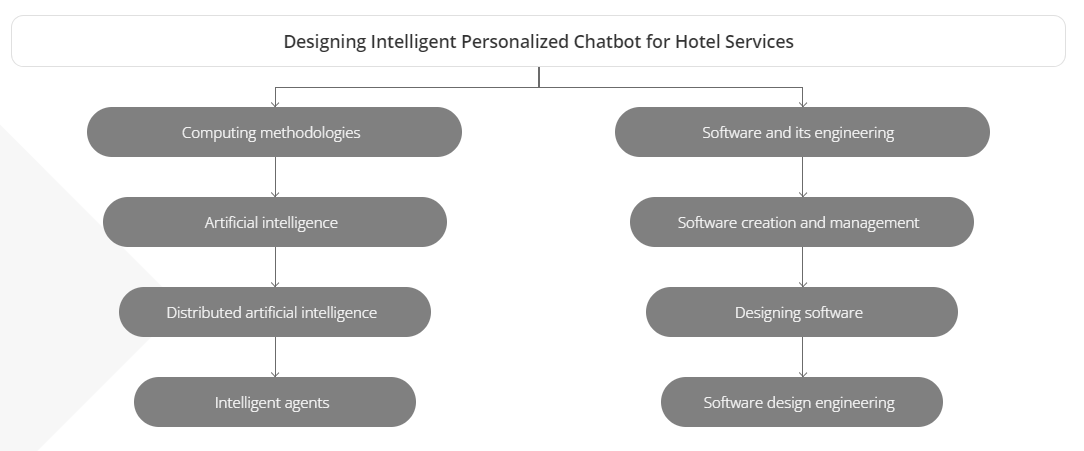 Designing Intelligent Personalized Chatbot for Hotel Services
Computing methodologies
Artificial intelligence
Distributed artificial intelligence
Intelligent agents
Software and its engineering
Software creation and management
Designing software
Software design engineering